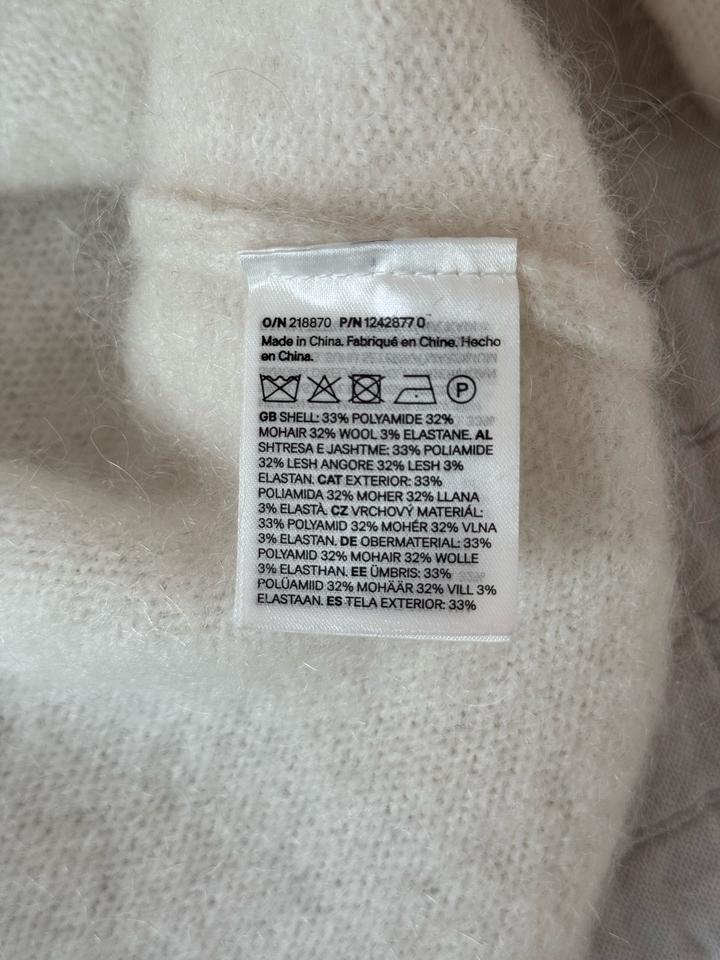 O/N 218870 P/N 1242877 0
Made in China. Fabriqué en Chine. Hecho
en China.
P
GB SHELL: 33% POLYAMIDE 32%
MOHAIR 32% WOOL 3% ELASTANE. AL
SHTRESA E JASHTME: 33% POLIAMIDE
32% LESH ANGORE 32% LESH 3%
ELASTAN. CAT EXTERIOR: 33%
POLIAMIDA 32% MOHER 32% LLANA
3% ELASTÀ. CZ VRCHOVÝ MATERIÁL:
33% POLYAMID 32% MOHÉR 32% VLNA
3% ELASTAN. DE OBERMATERIAL: 33%
POLYAMID 32% MOHAIR 32% WOLLE
3% ELASTHAN. EE ÜMBRIS: 33%
POLÜAMIID 32% MOHÄÄR 32% VILL 3%
ELASTAAN. ES TELA EXTERIOR: 33%